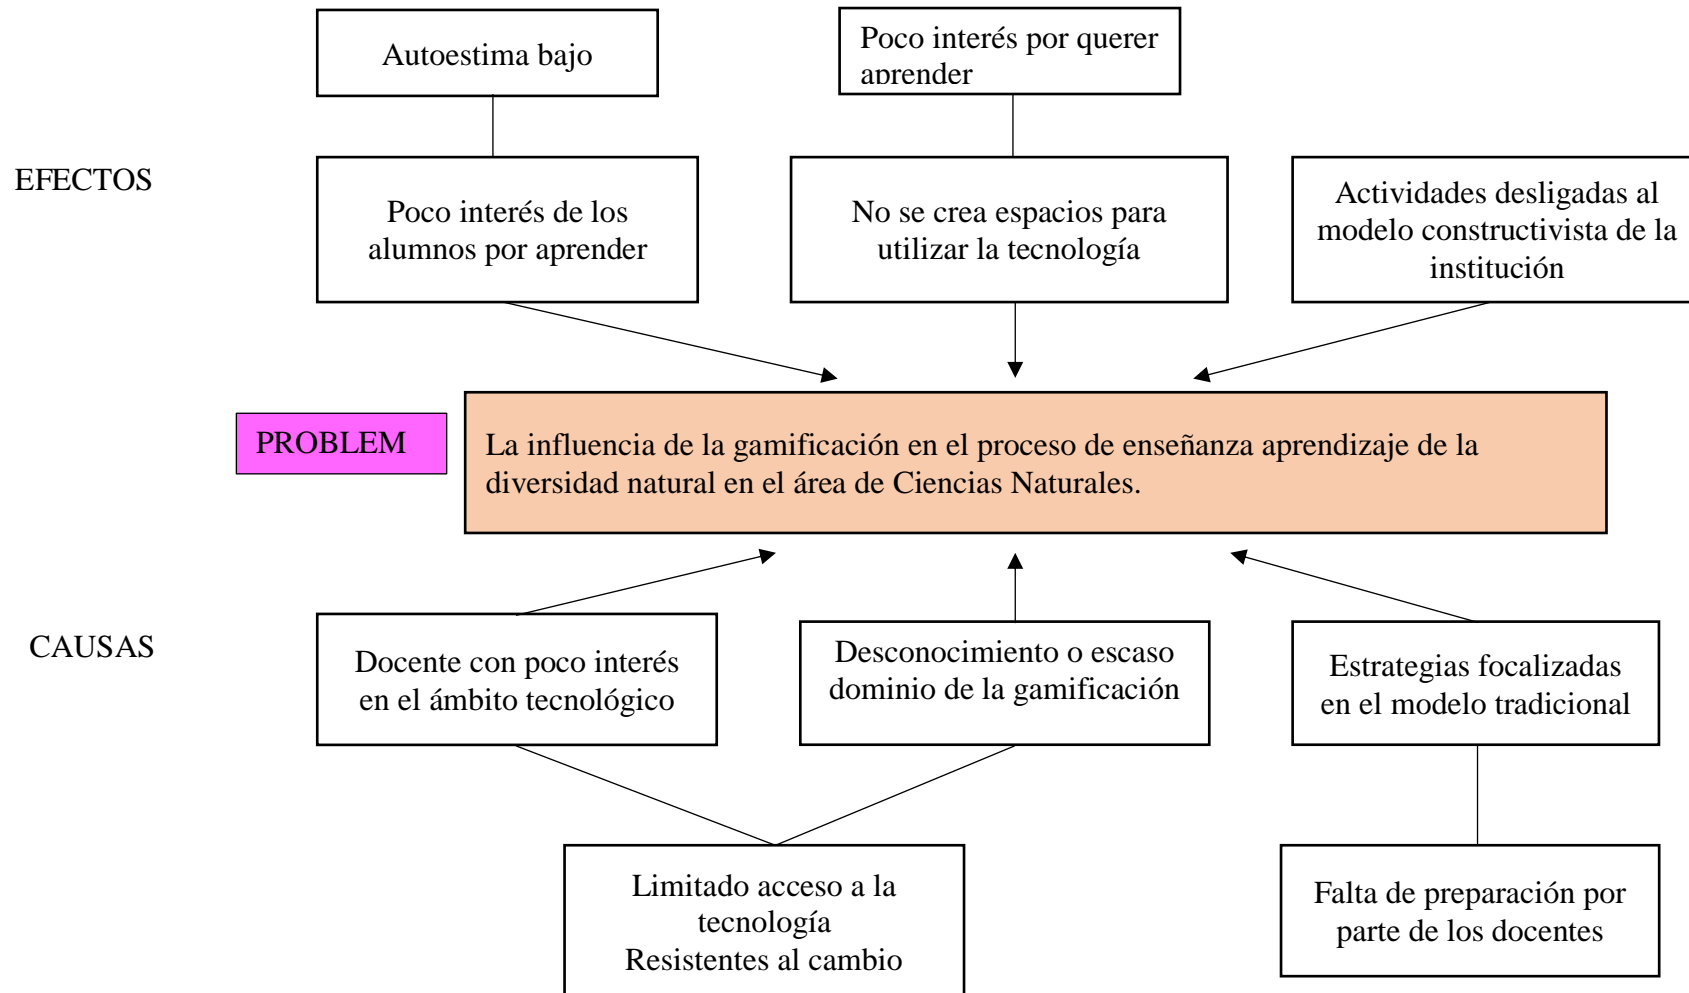 Autoestima bajo
Poco interés por querer
aprender
EFECTOS
Poco interés de los
alumnos por aprender
No se crea espacios para
utilizar la tecnología
Actividades desligadas al
modelo constructivista de la
institución
PROBLEM
La influencia de la gamificación en el proceso de enseñanza aprendizaje de la
diversidad natural en el área de Ciencias Naturales.
CAUSAS
Docente con poco interés
en el ámbito tecnológico
Desconocimiento o escaso
dominio de la gamificación
Estrategias focalizadas
en el modelo tradicional
Limitado acceso a la
tecnología
Resistentes al cambio
Falta de preparación por
parte de los docentes